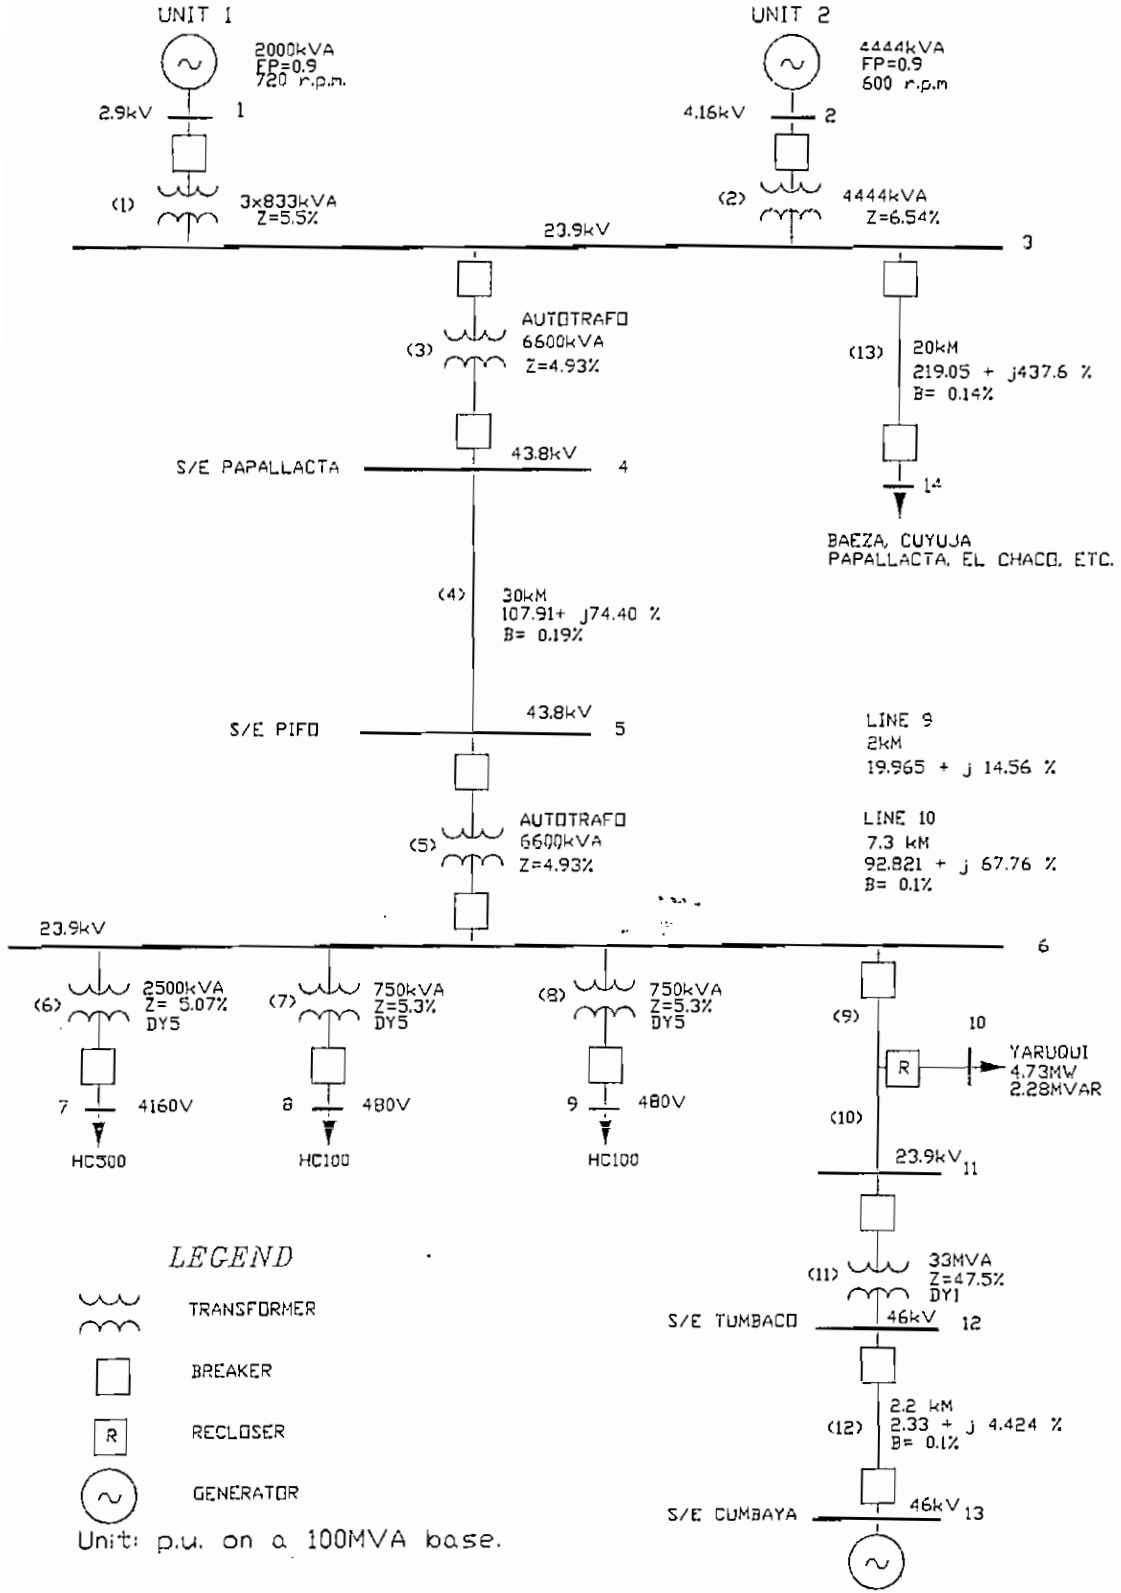 UNIT 1
2000kVA
FP=0.9
720 r.p.m.
2.9kV
1
(1)
3x833kVA
Z=5.5%
UNIT 2
4444kVA
FP=0.9
600 r.p.m
4.16kV
2
(2)
4444kVA
Z=6.54%
23.9kV
3
(3)
AUTOTRAFO
6600kVA
Z=4.93%
(13)
20kM
219.05 + j437.6 %
B= 0.14%
S/E PAPALLACTA
43.8kV
4
14
BAEZA, CUYUJA
PAPALLACTA, EL CHACO, ETC.
(4)
30kM
107.91+ j74.40 %
B= 0.19%
S/E PIFO
43.8kV
5
LINE 9
2kM
19.965 + j 14.56 %
LINE 10
7.3 kM
92.821 + j 67.76 %
B= 0.1%
(5)
AUTOTRAFO
6600kVA
Z=4.93%
23.9kV
6
(6)
2500kVA
Z= 5.07%
DY5
(7)
750kVA
Z=5.3%
DY5
(8)
750kVA
Z=5.3%
DY5
(9)
10
R
YARUQUI
4.73MW
2.28MVAR
7
4160V
HC500
8
480V
HC100
9
480V
HC100
(10)
23.9kV
11
(11)
33MVA
Z=47.5%
DY1
S/E TUMBACO
46kV
12
(12)
2.2 kM
2.33 + j 4.424 %
B= 0.1%
S/E CUMBAYA
46kV
13
LEGEND
TRANSFORMER
BREAKER
R
RECLOSER
GENERATOR
Unit: p.u. on a 100MVA base.